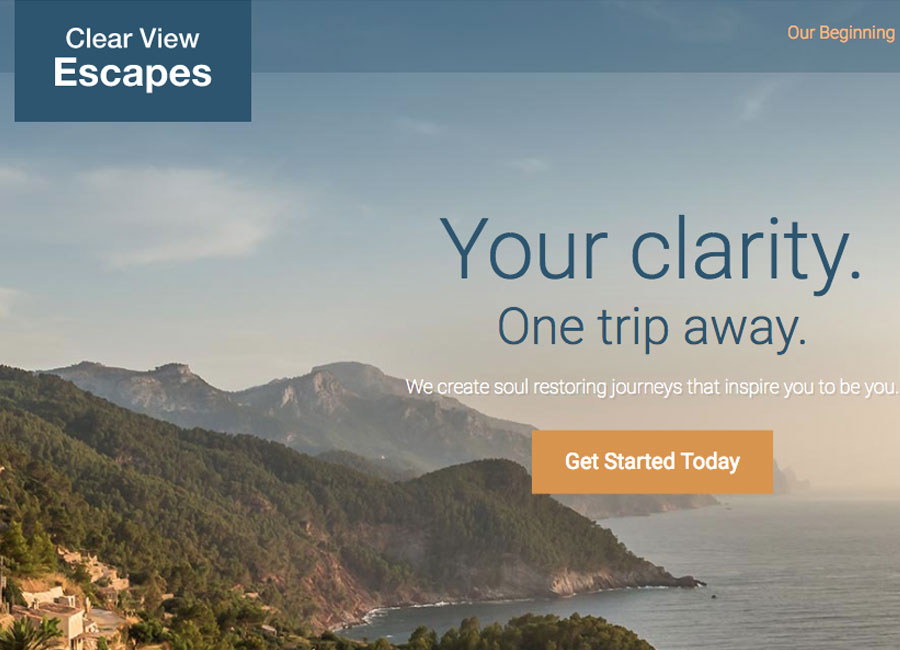 Clear View
Escapes
Our Beginning
Your clarity.
One trip away.
We create soul restoring journeys that inspire you to be you.
Get Started Today